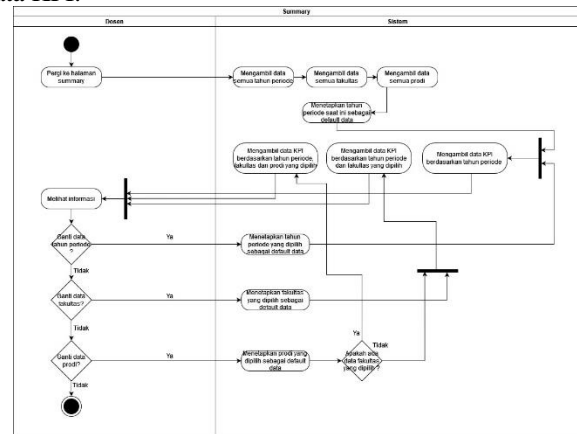 Summary
Dosen
Sistem
Pergi ke halaman
summary
Mengambil data
semua tahun periode
Mengambil data
semua fakultas
Mengambil data
semua prodi
Menetapkan tahun
periode saat ini sebagai
default data
Mengambil data KPI
berdasarkan tahun periode,
fakultas dan prodi yang dipilih
Mengambil data KPI
berdasarkan tahun periode
dan fakultas yang dipilih
Mengambil data KPI
berdasarkan tahun periode
Melihat informasi
Ganti data
tahun periode
?
Ya
Menetapkan tahun
periode yang dipilih
sebagai default data
Tidak
Ganti data
fakultas?
Ya
Menetapkan fakultas
yang dipilih sebagai
default data
Tidak
Ya
Tidak
Ganti data
prodi?
Ya
Menetapkan prodi yang
dipilih sebagai default
data
Apakah ada
data fakultas
yang dipilih ?
Tidak